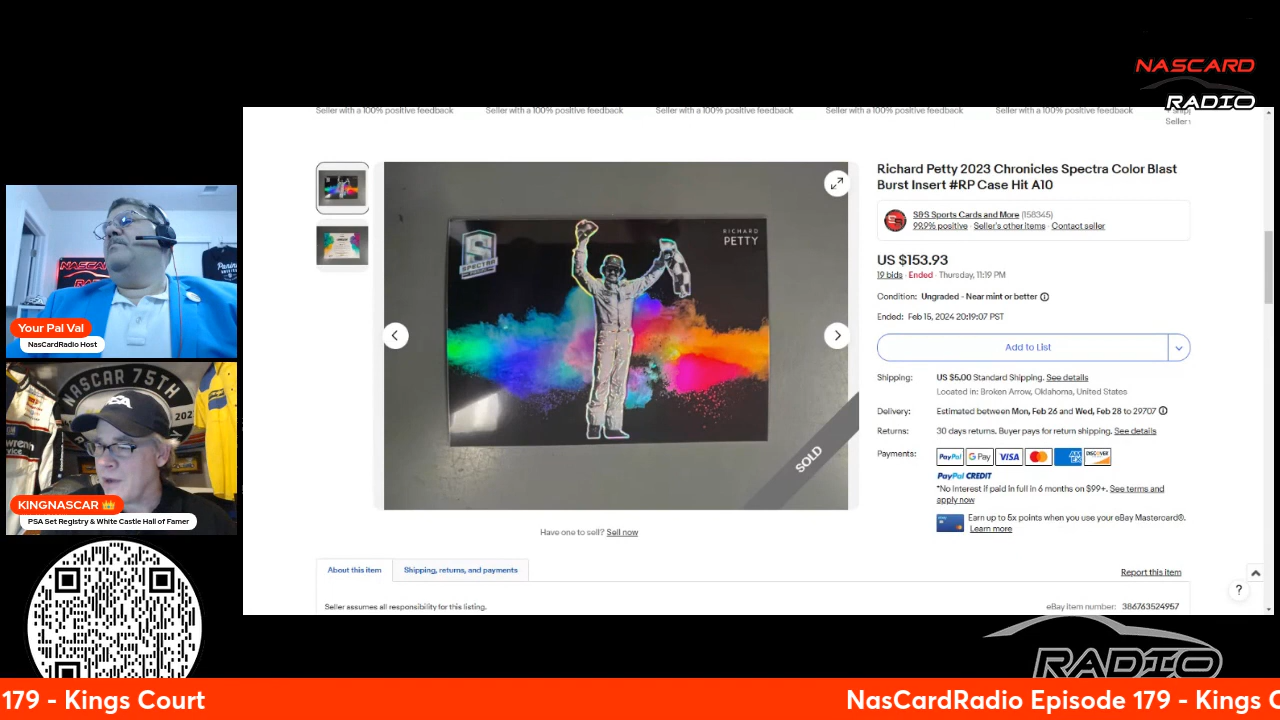 NASCARD
RADIO
Seller with a 100% positive feedback
Seller with a 100% positive feedback
Seller with a 100% positive feedback
Seller with a 100% positive feedback
Seller with a 100% positive feedback
Seller
Richard Petty 2023 Chronicles Spectra Color Blast
Burst Insert #RP Case Hit A10
S&S Sports Cards and More (158345)
99.9% positive · Seller's other items · Contact seller
US $153.93
19 bids · Ended · Thursday, 11:19 PM
Condition: Ungraded - Near mint or better
Ended: Feb 15, 2024 20:19:07 PST
Add to List
Shipping: US $5.00 Standard Shipping. See details
Located in: Broken Arrow, Oklahoma, United States
Delivery: Estimated between Mon, Feb 26 and Wed, Feb 28 to 29707
Returns: 30 days returns. Buyer pays for return shipping. See details
Payments: PayPal G Pay VISA MasterCard DISCOVER
PayPal CREDIT
*No Interest if paid in full in 6 months on $99+. See terms and
apply now
Earn up to 5x points when you use your eBay Mastercard®.
Learn more
SPECTRA
RICHARD
PETTY
SOLD
Have one to sell? Sell now
About this item
Shipping, returns, and payments
Report this item
Seller assumes all responsibility for this listing.
eBay item number: 386763524957
?
Your Pal Val
NasCardRadio Host
NASCAR 75TH
KINGNASCAR
PSA Set Registry & White Castle Hall of Famer
RADIO
179 - Kings Court
NasCardRadio Episode 179 - Kings C